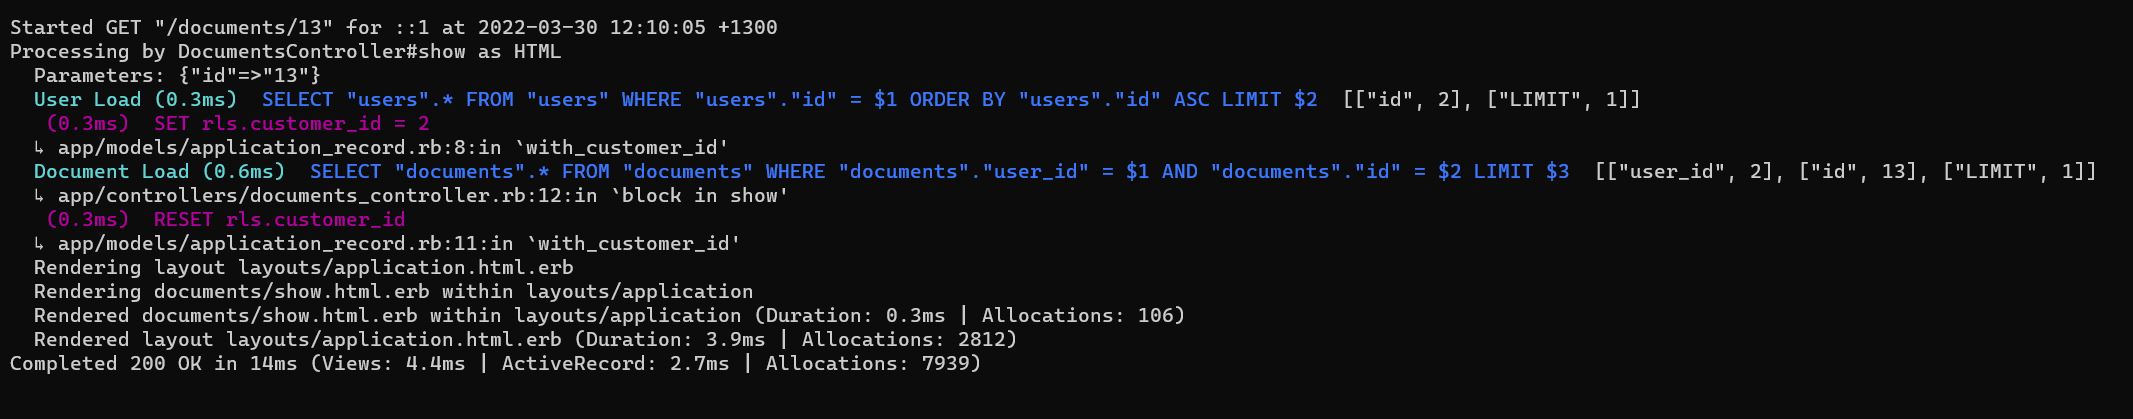 Started GET "/documents/13" for ::1 at 2022-03-30 12:10:05 +1300
Processing by DocumentsController#show as HTML
  Parameters: {"id"=>"13"}
  User Load (0.3ms)  SELECT "users".* FROM "users" WHERE "users"."id" = $1 ORDER BY "users"."id" ASC LIMIT $2  [["id", 2], ["LIMIT", 1]]
   (0.3ms)  SET rls.customer_id = 2
  ↳ app/models/application_record.rb:8:in `with_customer_id'
  Document Load (0.6ms)  SELECT "documents".* FROM "documents" WHERE "documents"."user_id" = $1 AND "documents"."id" = $2 LIMIT $3  [["user_id", 2], ["id", 13], ["LIMIT", 1]]
  ↳ app/controllers/documents_controller.rb:12:in `block in show'
   (0.3ms)  RESET rls.customer_id
  ↳ app/models/application_record.rb:11:in `with_customer_id'
  Rendering layout layouts/application.html.erb
  Rendering documents/show.html.erb within layouts/application
  Rendered documents/show.html.erb within layouts/application (Duration: 0.3ms | Allocations: 106)
  Rendered layout layouts/application.html.erb (Duration: 3.9ms | Allocations: 2812)
Completed 200 OK in 14ms (Views: 4.4ms | ActiveRecord: 2.7ms | Allocations: 7939)